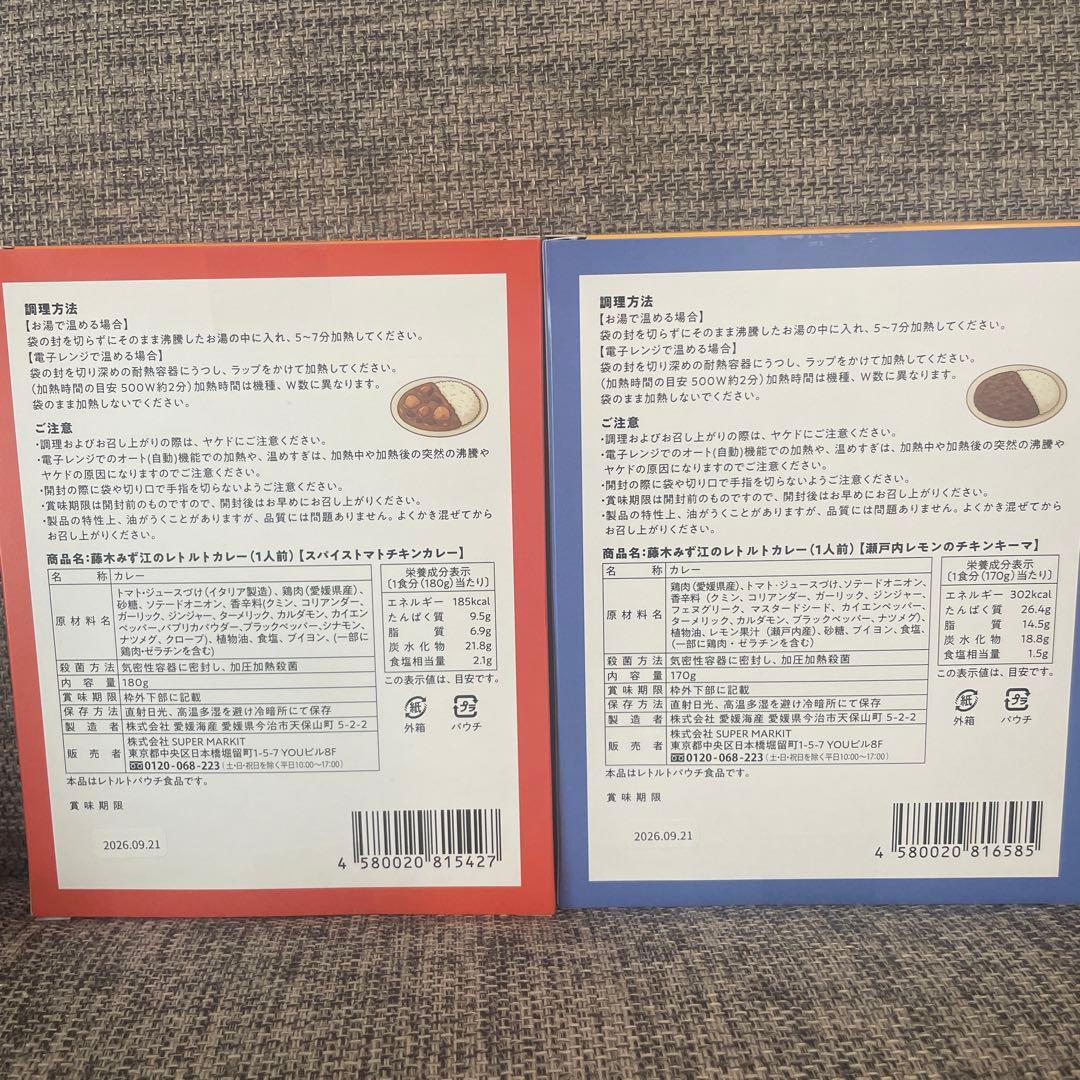 調理方法
【お湯で温める場合】
袋の封を切らずにそのまま沸騰したお湯の中に入れ、5~7分加熱してください。
【電子レンジで温める場合】
袋の封を切り深めの耐熱容器にうつし、ラップをかけて加熱してください。
(加熱時間の目安 500W約2分)加熱時間は機種、W数に異なります。
袋のまま加熱しないでください。
ご注意
・調理およびお召し上がりの際は、ヤケドにご注意ください。
・電子レンジでのオート(自動)機能での加熱や、温めすぎは、加熱中や加熱後の突然の沸騰や
ヤケドの原因になりますのでご注意ください。
・開封の際に袋や切り口で手指を切らないようご注意ください。
・賞味期限は開封前のものですので、開封後はお早めにお召し上がりください。
・製品の特性上、油がうくことがありますが、品質には問題ありません。よくかき混ぜてから
お召し上がりください。
商品名:藤木みず江のレトルトカレー(1人前)【スパイストマトチキンカレー】
名称 カレー
原材料名 トマト・ジュースづけ(イタリア製造)、鶏肉(愛媛県産)、
砂糖、ソテードオニオン、香辛料(クミン、コリアンダー、
ガーリック、ジンジャー、ターメリック、カルダモン、カイエン
ペッパー、パプリカパウダー、ブラックペッパー、シナモン、
ナツメグ、クローブ)、植物油、食塩、ブイヨン、(一部に
鶏肉・ゼラチンを含む)
殺菌方法 気密性容器に密封し、加圧加熱殺菌
内容量 180g
賞味期限 枠外下部に記載
保存方法 直射日光、高温多湿を避け冷暗所にて保存
製造者 株式会社 愛媛海産 愛媛県今治市天保山町 5-2-2
販売者 株式会社 SUPER MARKIT
東京都中央区日本橋堀留町1-5-7 YOUビル8F
0120-068-223(土・日・祝日を除く平日10:00~17:00)
本品はレトルトパウチ食品です。
栄養成分表示
〔1食分(180g)当たり〕
エネルギー 185kcal
たんぱく質 9.5g
脂質 6.9g
炭水化物 21.8g
食塩相当量 2.1g
この表示値は、目安です。
紙 プラ
外箱 パウチ
賞味期限
2026.09.21
4 580020 815427
調理方法
【お湯で温める場合】
袋の封を切らずにそのまま沸騰したお湯の中に入れ、5~7分加熱してください。
【電子レンジで温める場合】
袋の封を切り深めの耐熱容器にうつし、ラップをかけて加熱してください。
(加熱時間の目安 500W約2分)加熱時間は機種、W数に異なります。
袋のまま加熱しないでください。
ご注意
・調理およびお召し上がりの際は、ヤケドにご注意ください。
・電子レンジでのオート(自動)機能での加熱や、温めすぎは、加熱中や加熱後の突然の沸騰や
ヤケドの原因になりますのでご注意ください。
・開封の際に袋や切り口で手指を切らないようご注意ください。
・賞味期限は開封前のものですので、開封後はお早めにお召し上がりください。
・製品の特性上、油がうくことがありますが、品質には問題ありません。よくかき混ぜてから
お召し上がりください。
商品名:藤木みず江のレトルトカレー(1人前)【瀬戸内レモンのチキンキーマ】
名称 カレー
原材料名 鶏肉(愛媛県産)、トマト・ジュースづけ、ソテードオニオン、
香辛料(クミン、コリアンダー、ガーリック、ジンジャー、
フェヌグリーク、マスタードシード、カイエンペッパー、
ターメリック、カルダモン、ブラックペッパー、ナツメグ)、
植物油、レモン果汁(瀬戸内産)、砂糖、ブイヨン、食塩、
(一部に鶏肉・ゼラチンを含む)
殺菌方法 気密性容器に密封し、加圧加熱殺菌
内容量 170g
賞味期限 枠外下部に記載
保存方法 直射日光、高温多湿を避け冷暗所にて保存
製造者 株式会社 愛媛海産 愛媛県今治市天保山町 5-2-2
販売者 株式会社 SUPER MARKIT
東京都中央区日本橋堀留町1-5-7 YOUビル8F
0120-068-223(土・日・祝日を除く平日10:00~17:00)
本品はレトルトパウチ食品です。
栄養成分表示
〔1食分(170g)当たり〕
エネルギー 302kcal
たんぱく質 26.4g
脂質 14.5g
炭水化物 18.8g
食塩相当量 1.5g
この表示値は、目安です。
紙 プラ
外箱 パウチ
賞味期限
2026.09.21
4 580020 816585